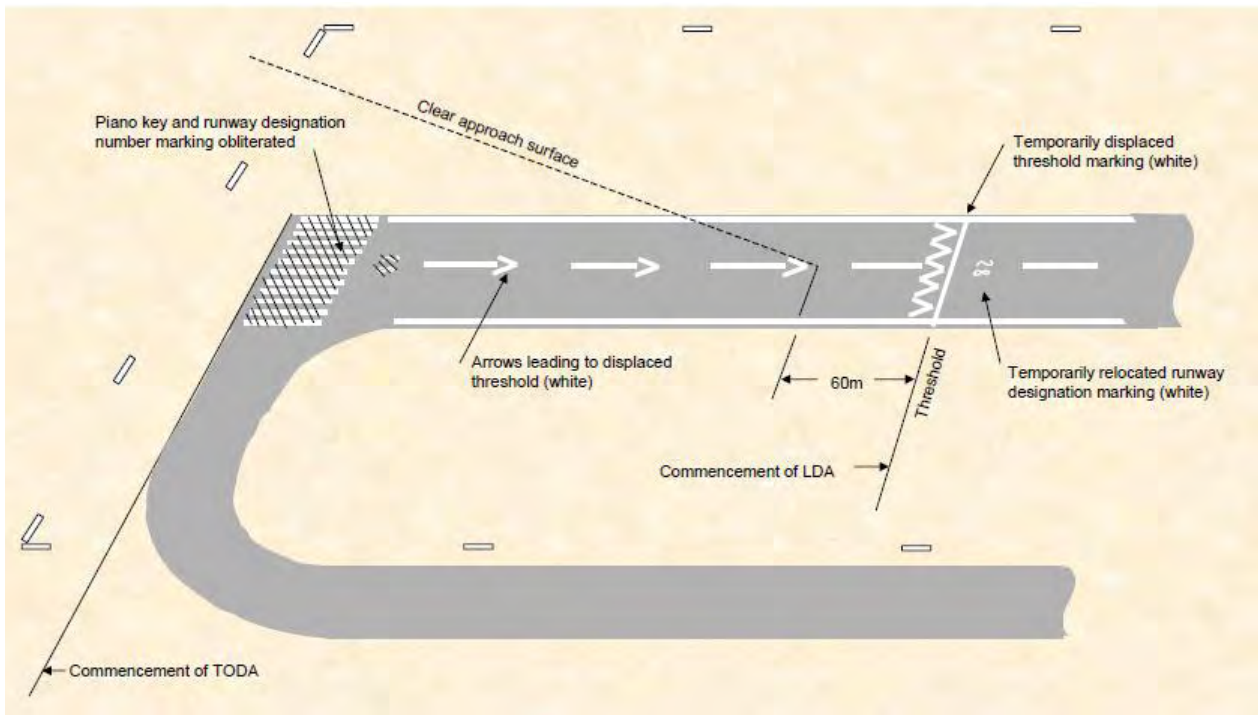 Clear approach surface
Piano key and runway designation
number marking obliterated
Temporarily displaced
threshold marking (white)
28
Arrows leading to displaced
threshold (white)
60m
Threshold
Temporarily relocated runway
designation marking (white)
Commencement of LDA
Commencement of TODA